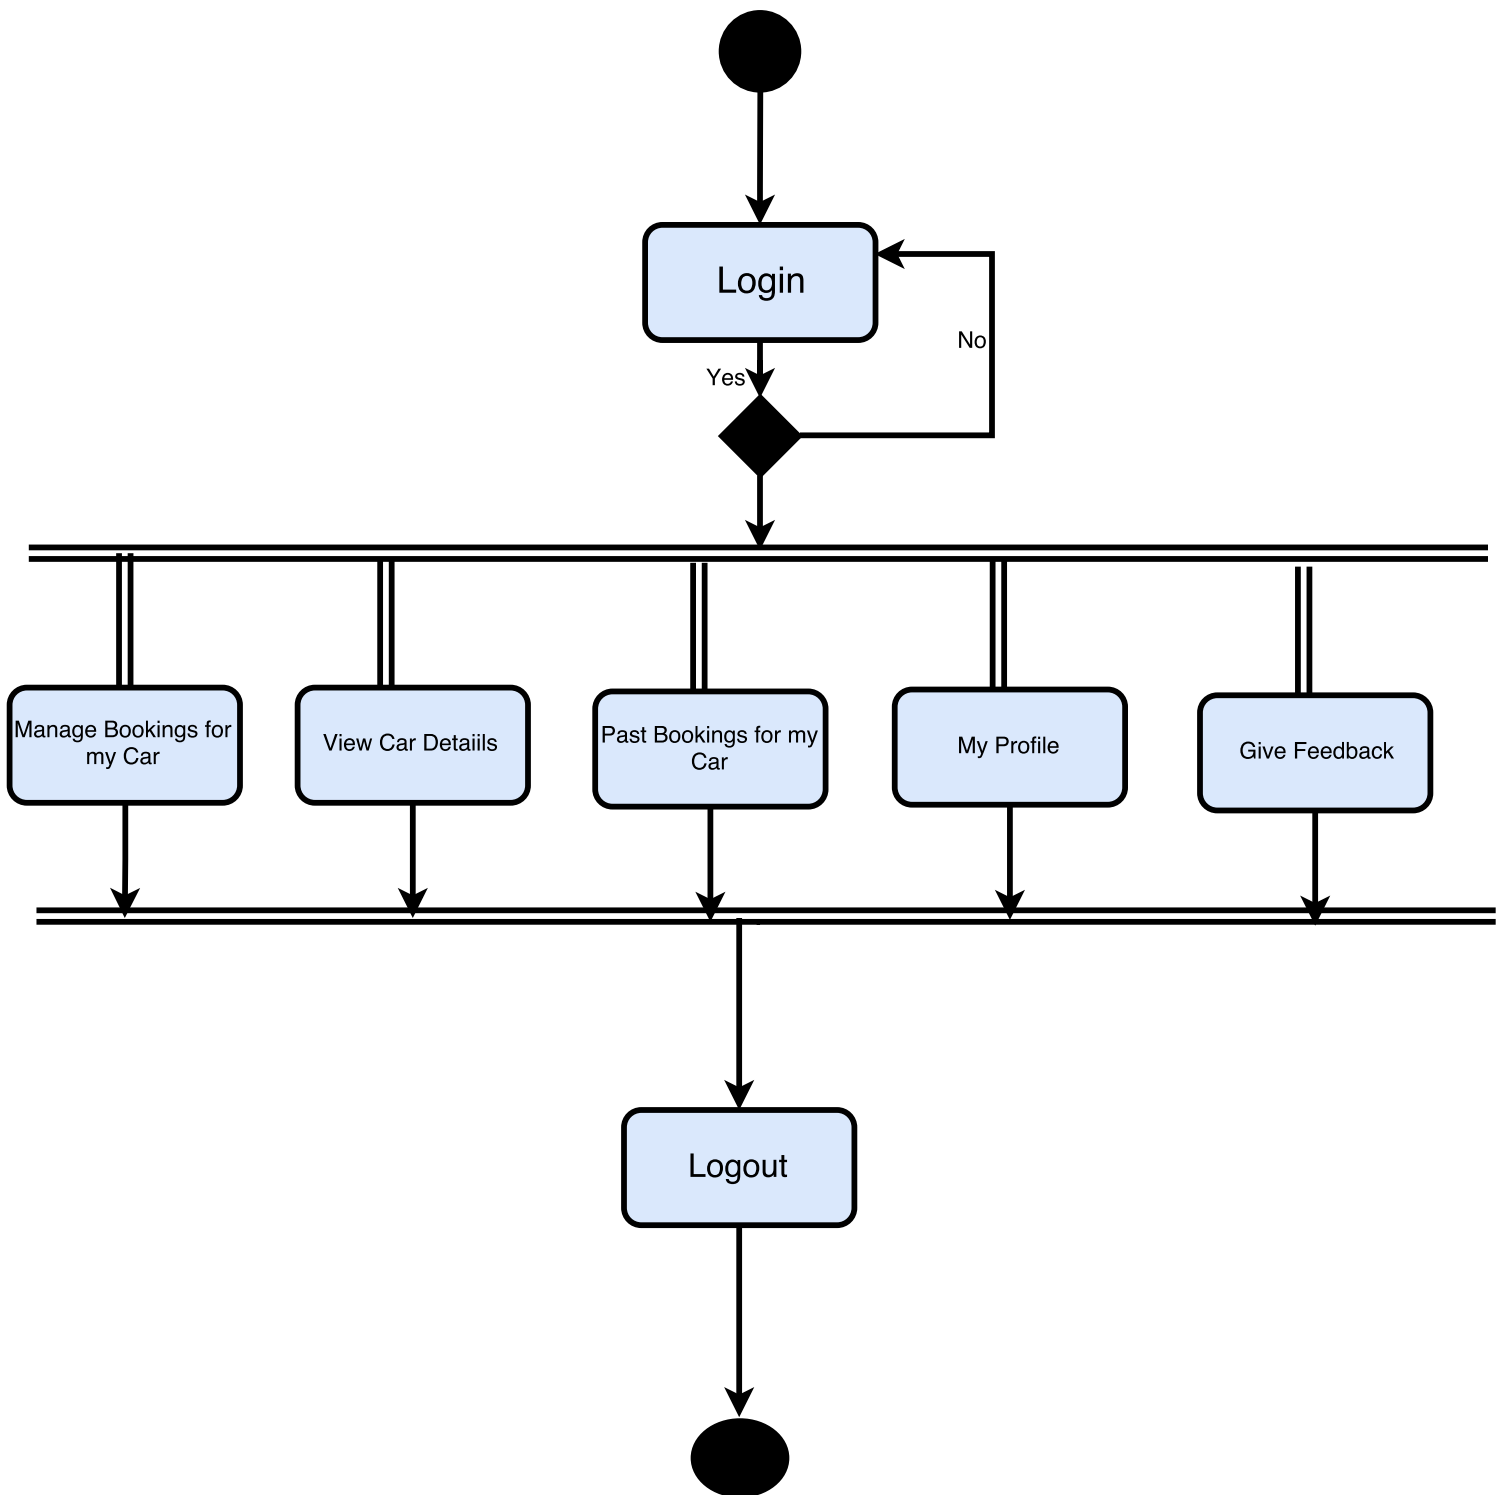 Login
No
Yes
Manage Bookings for
my Car
View Car Detaiils
Past Bookings for my
Car
My Profile
Give Feedback
Logout